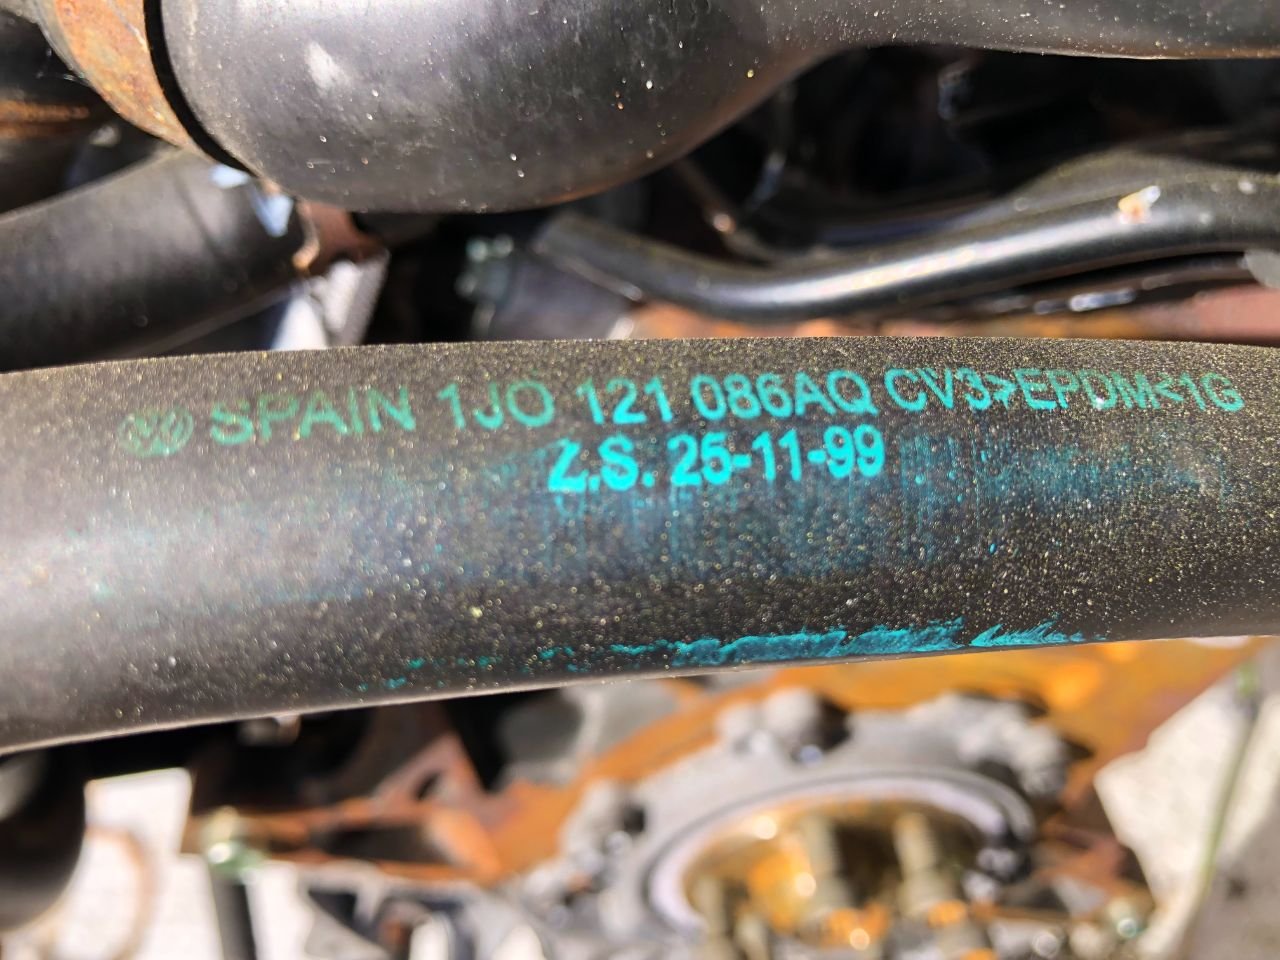 SPAIN 1JO 121 086AQ CV3>EPDM<1G
Z.S. 25-11-99